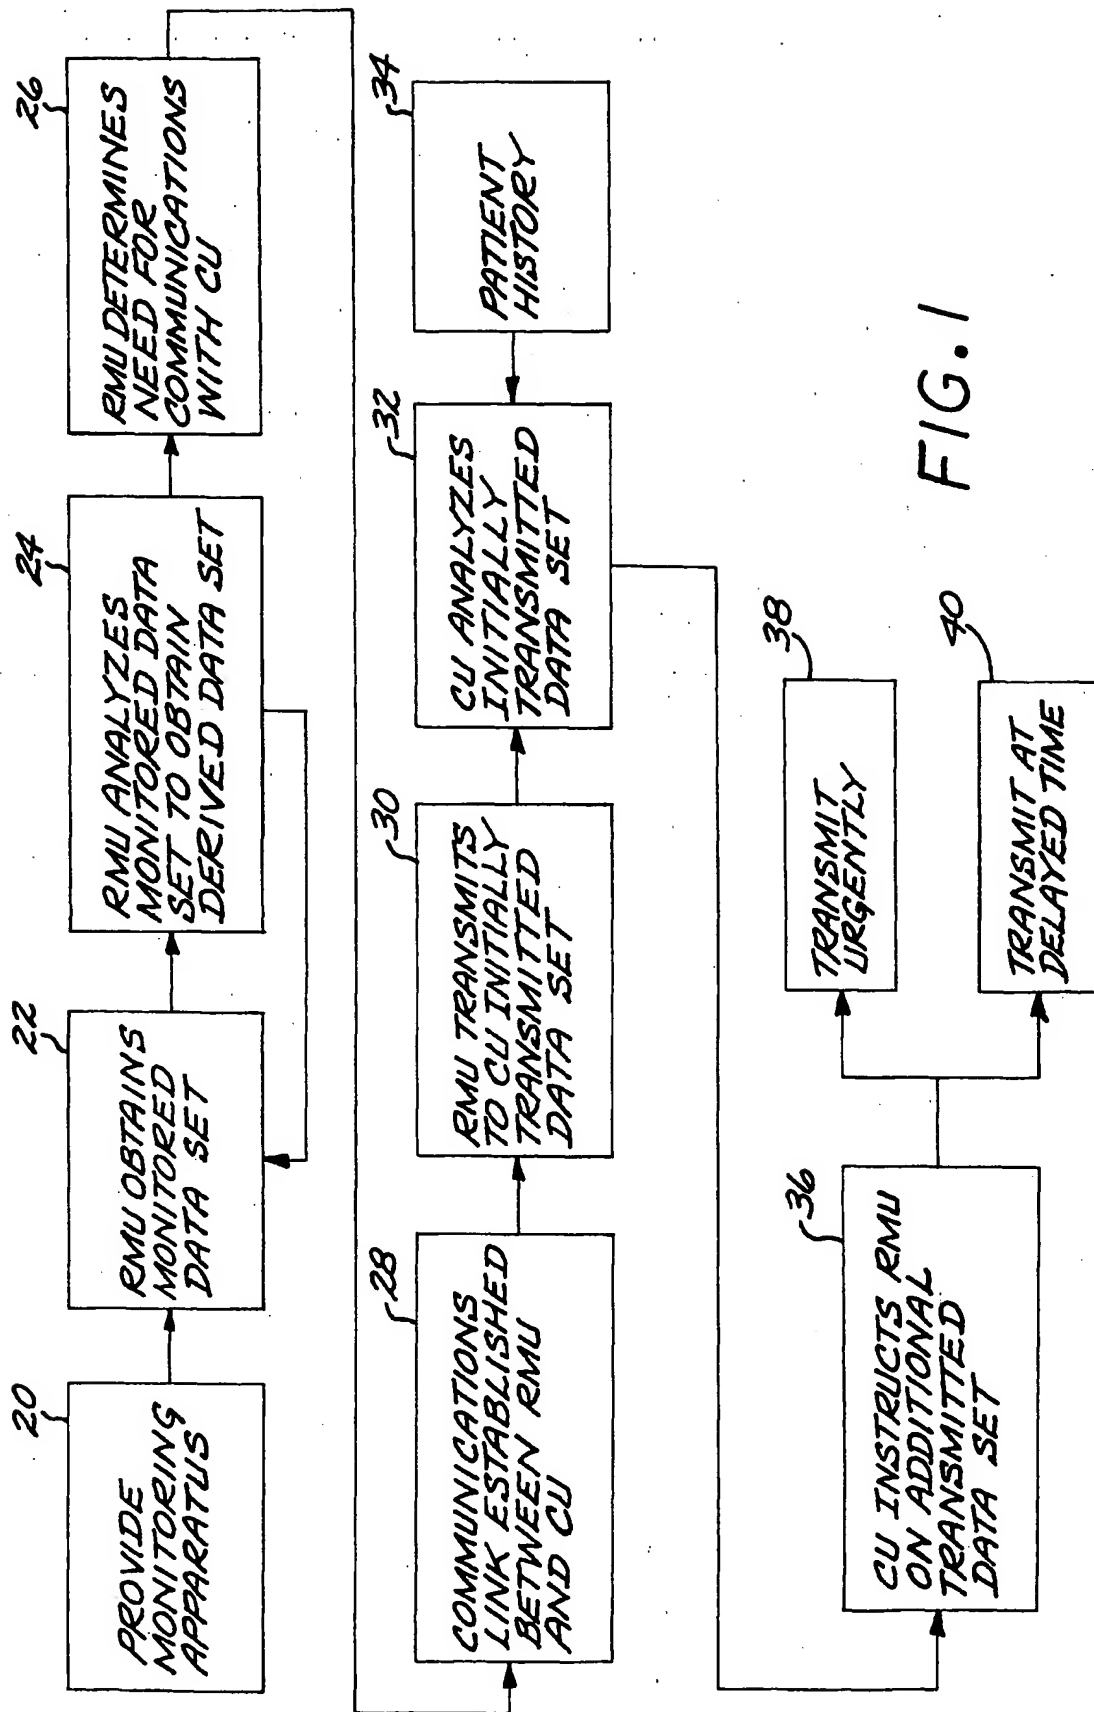 20
PROVIDE
MONITORING
APPARATUS
22
RMU OBTAINS
MONITORED
DATA SET
24
RMU ANALYZES
MONITORED DATA
SET TO OBTAIN
DERIVED DATA SET
26
RMU DETERMINES
NEED FOR
COMMUNICATIONS
WITH CU
28
COMMUNICATIONS
LINK ESTABLISHED
BETWEEN RMU
AND CU
30
RMU TRANSMITS
TO CU INITIALLY
TRANSMITTED
DATA SET
32
CU ANALYZES
INITIALLY
TRANSMITTED
DATA SET
34
PATIENT
HISTORY
36
CU INSTRUCTS RMU
ON ADDITIONAL
TRANSMITTED
DATA SET
38
TRANSMIT
URGENTLY
40
TRANSMIT AT
DELAYED TIME
FIG. 1